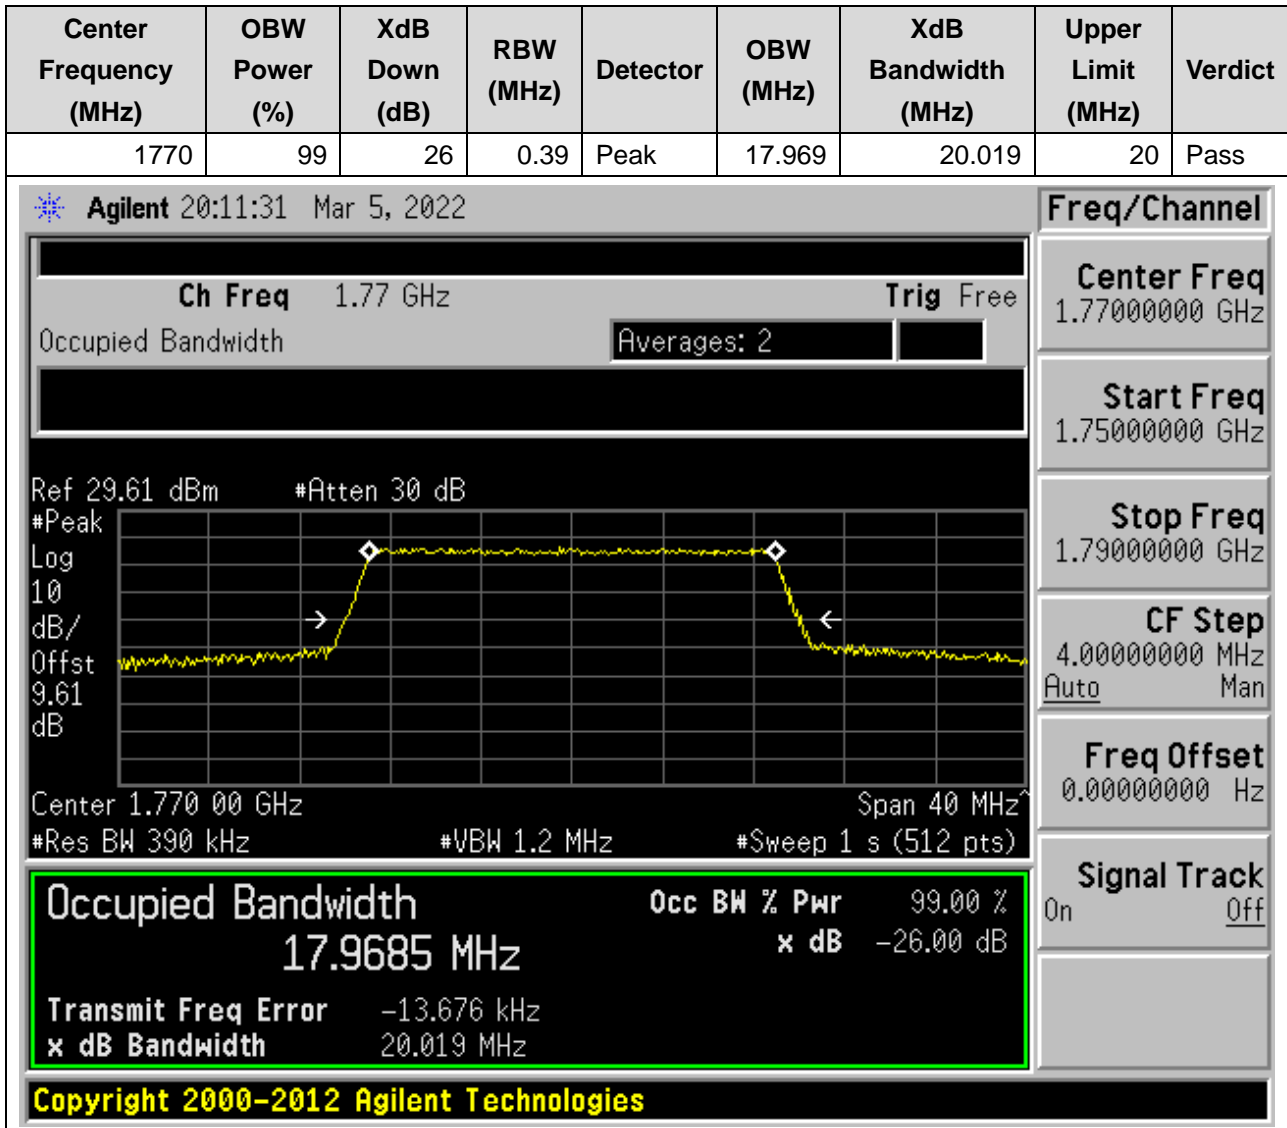 Center Frequency (MHz) OBW Power (%) XdB Down (dB) RBW (MHz) Detector OBW (MHz) XdB Bandwidth (MHz) Upper Limit (MHz) Verdict
1770 99 26 0.39 Peak 17.969 20.019 20 Pass
Agilent 20:11:31 Mar 5, 2022
Freq/Channel
Ch Freq 1.77 GHz Trig Free
Occupied Bandwidth Averages: 2
Ref 29.61 dBm #Atten 30 dB
#Peak
Log
10
dB/
Offst
9.61
dB
Center 1.770 00 GHz Span 40 MHz^
#Res BW 390 kHz #VBW 1.2 MHz #Sweep 1 s (512 pts)
Occupied Bandwidth Occ BW % Pwr 99.00 %
17.9685 MHz x dB -26.00 dB
Transmit Freq Error -13.676 kHz
x dB Bandwidth 20.019 MHz
Center Freq
1.77000000 GHz
Start Freq
1.75000000 GHz
Stop Freq
1.79000000 GHz
CF Step
4.00000000 MHz
Auto Man
Freq Offset
0.00000000 Hz
Signal Track
On Off
Copyright 2000-2012 Agilent Technologies